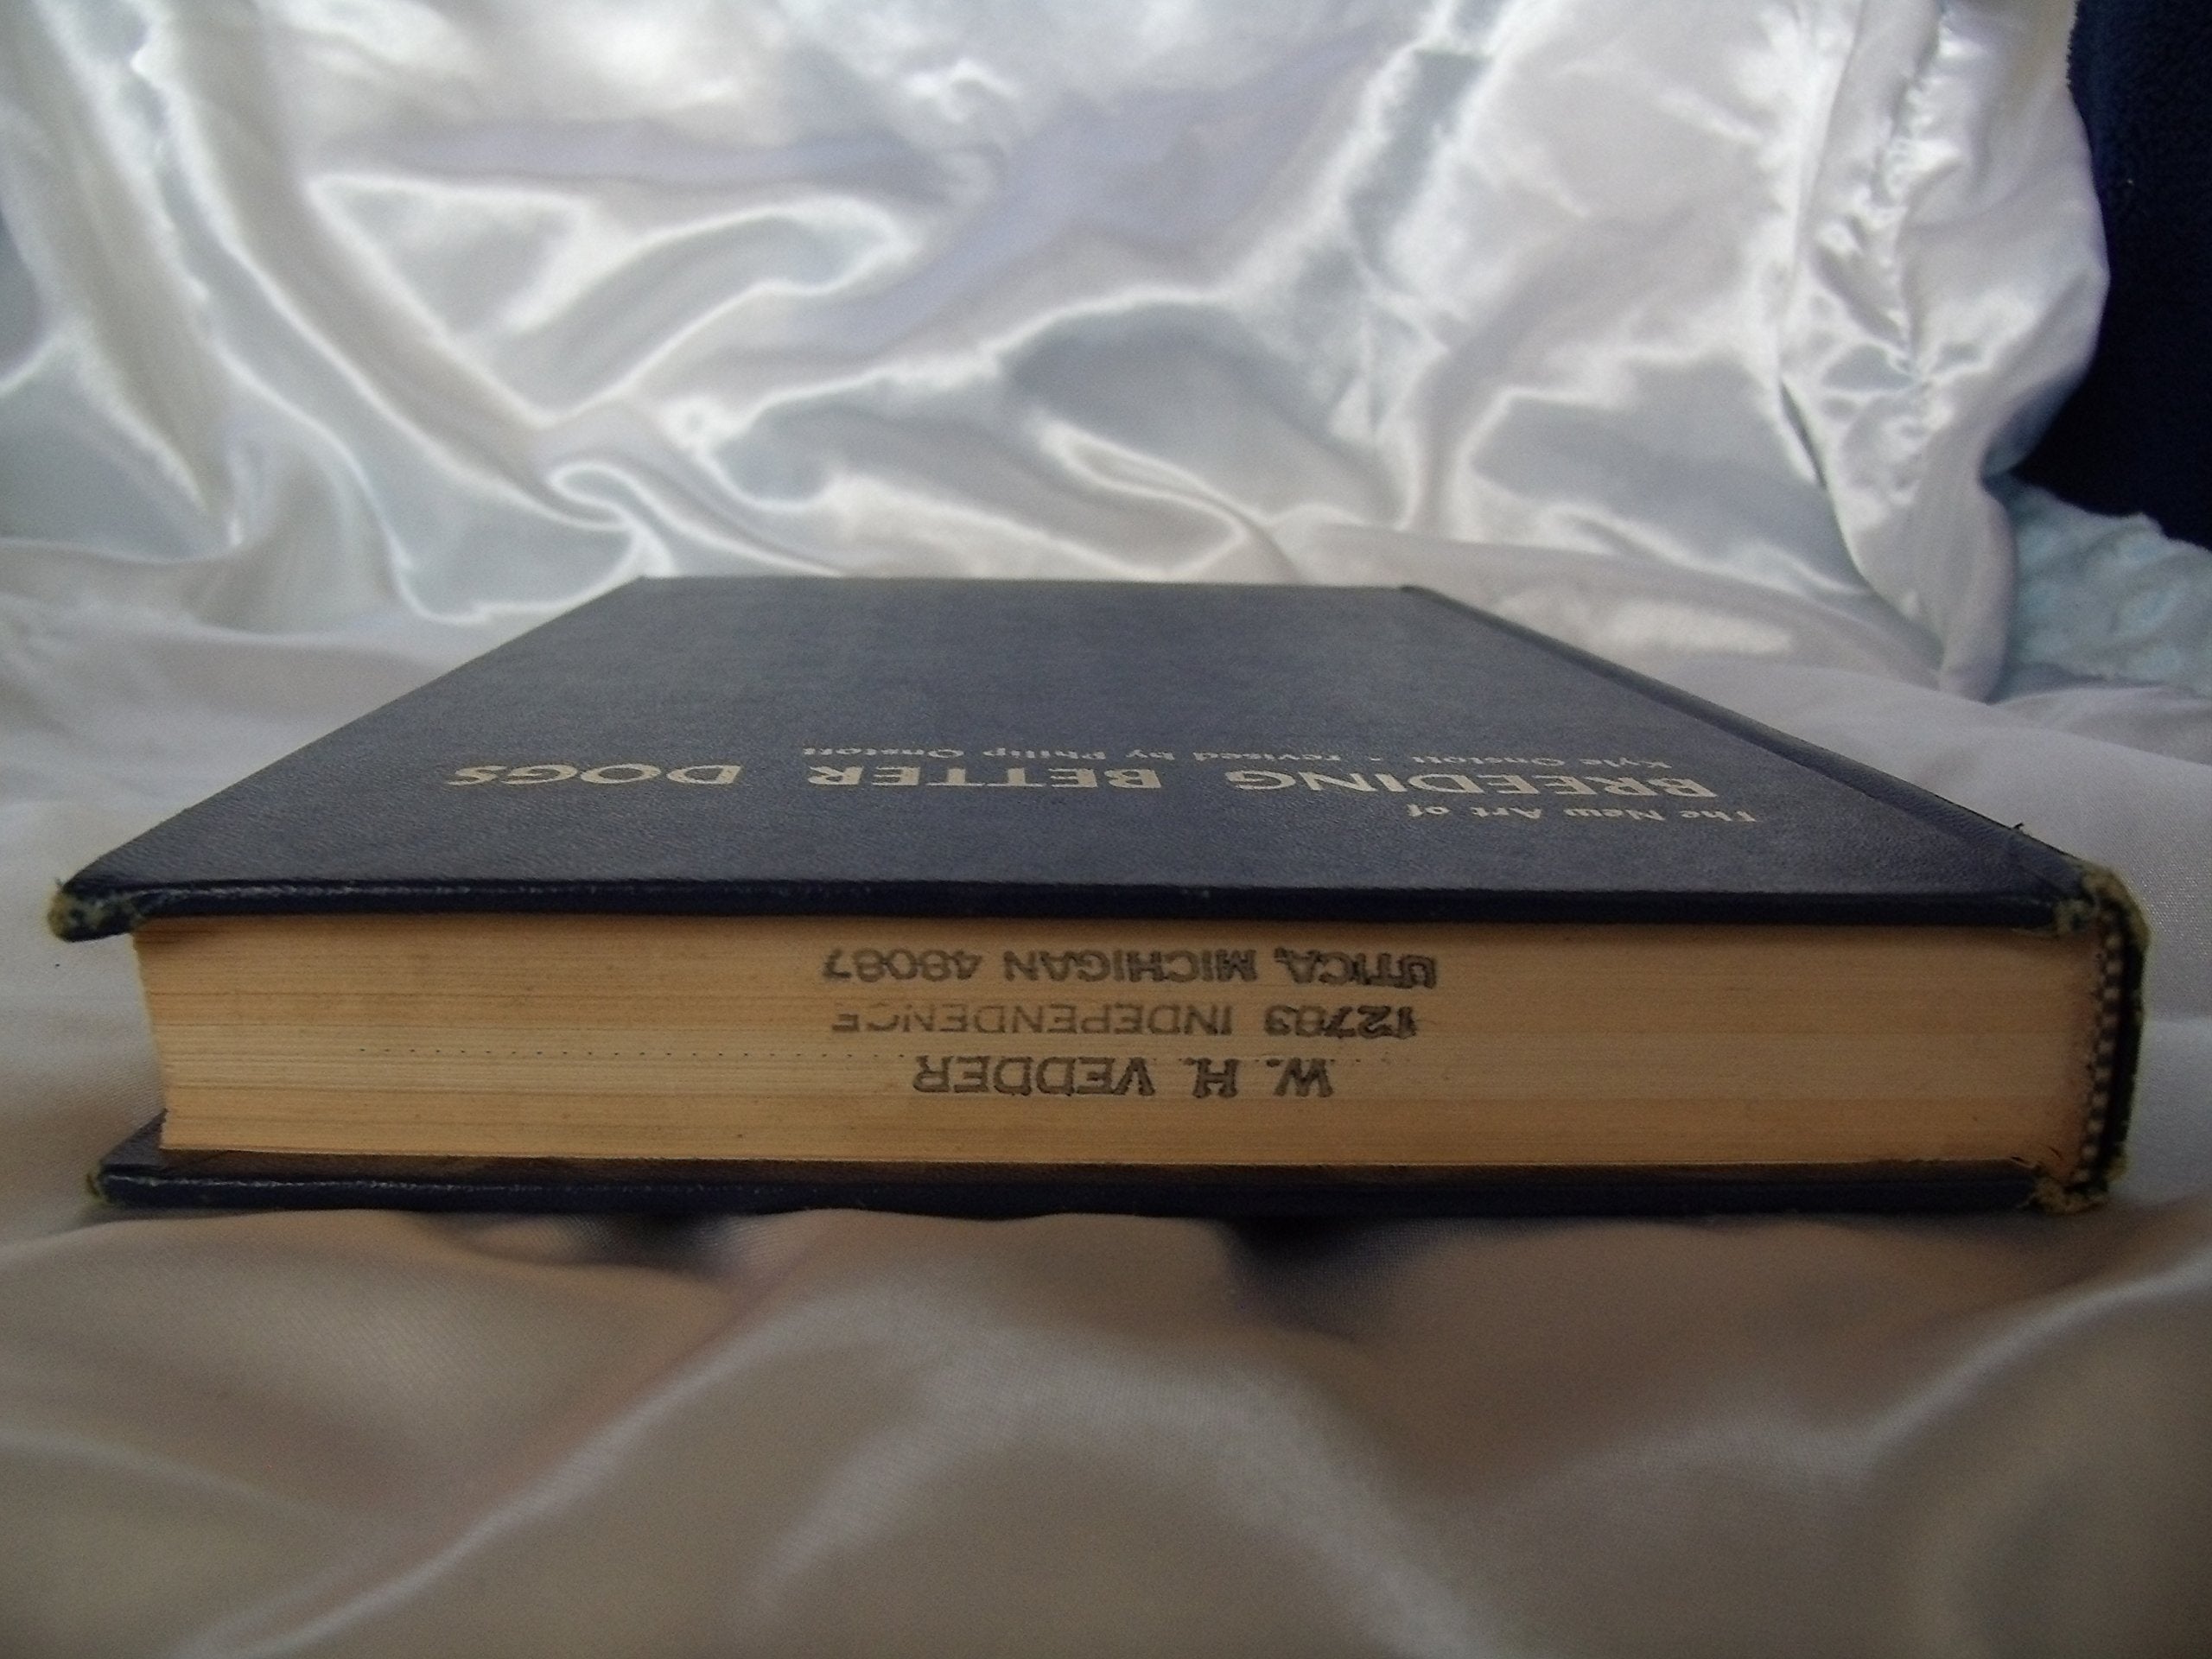 The New Art of
BREEDING BETTER DOGS
Kyle Onstott - revised by Philip Onstott
W. H. VEDDER
12783 INDEPENDENCE
UTICA, MICHIGAN 48087